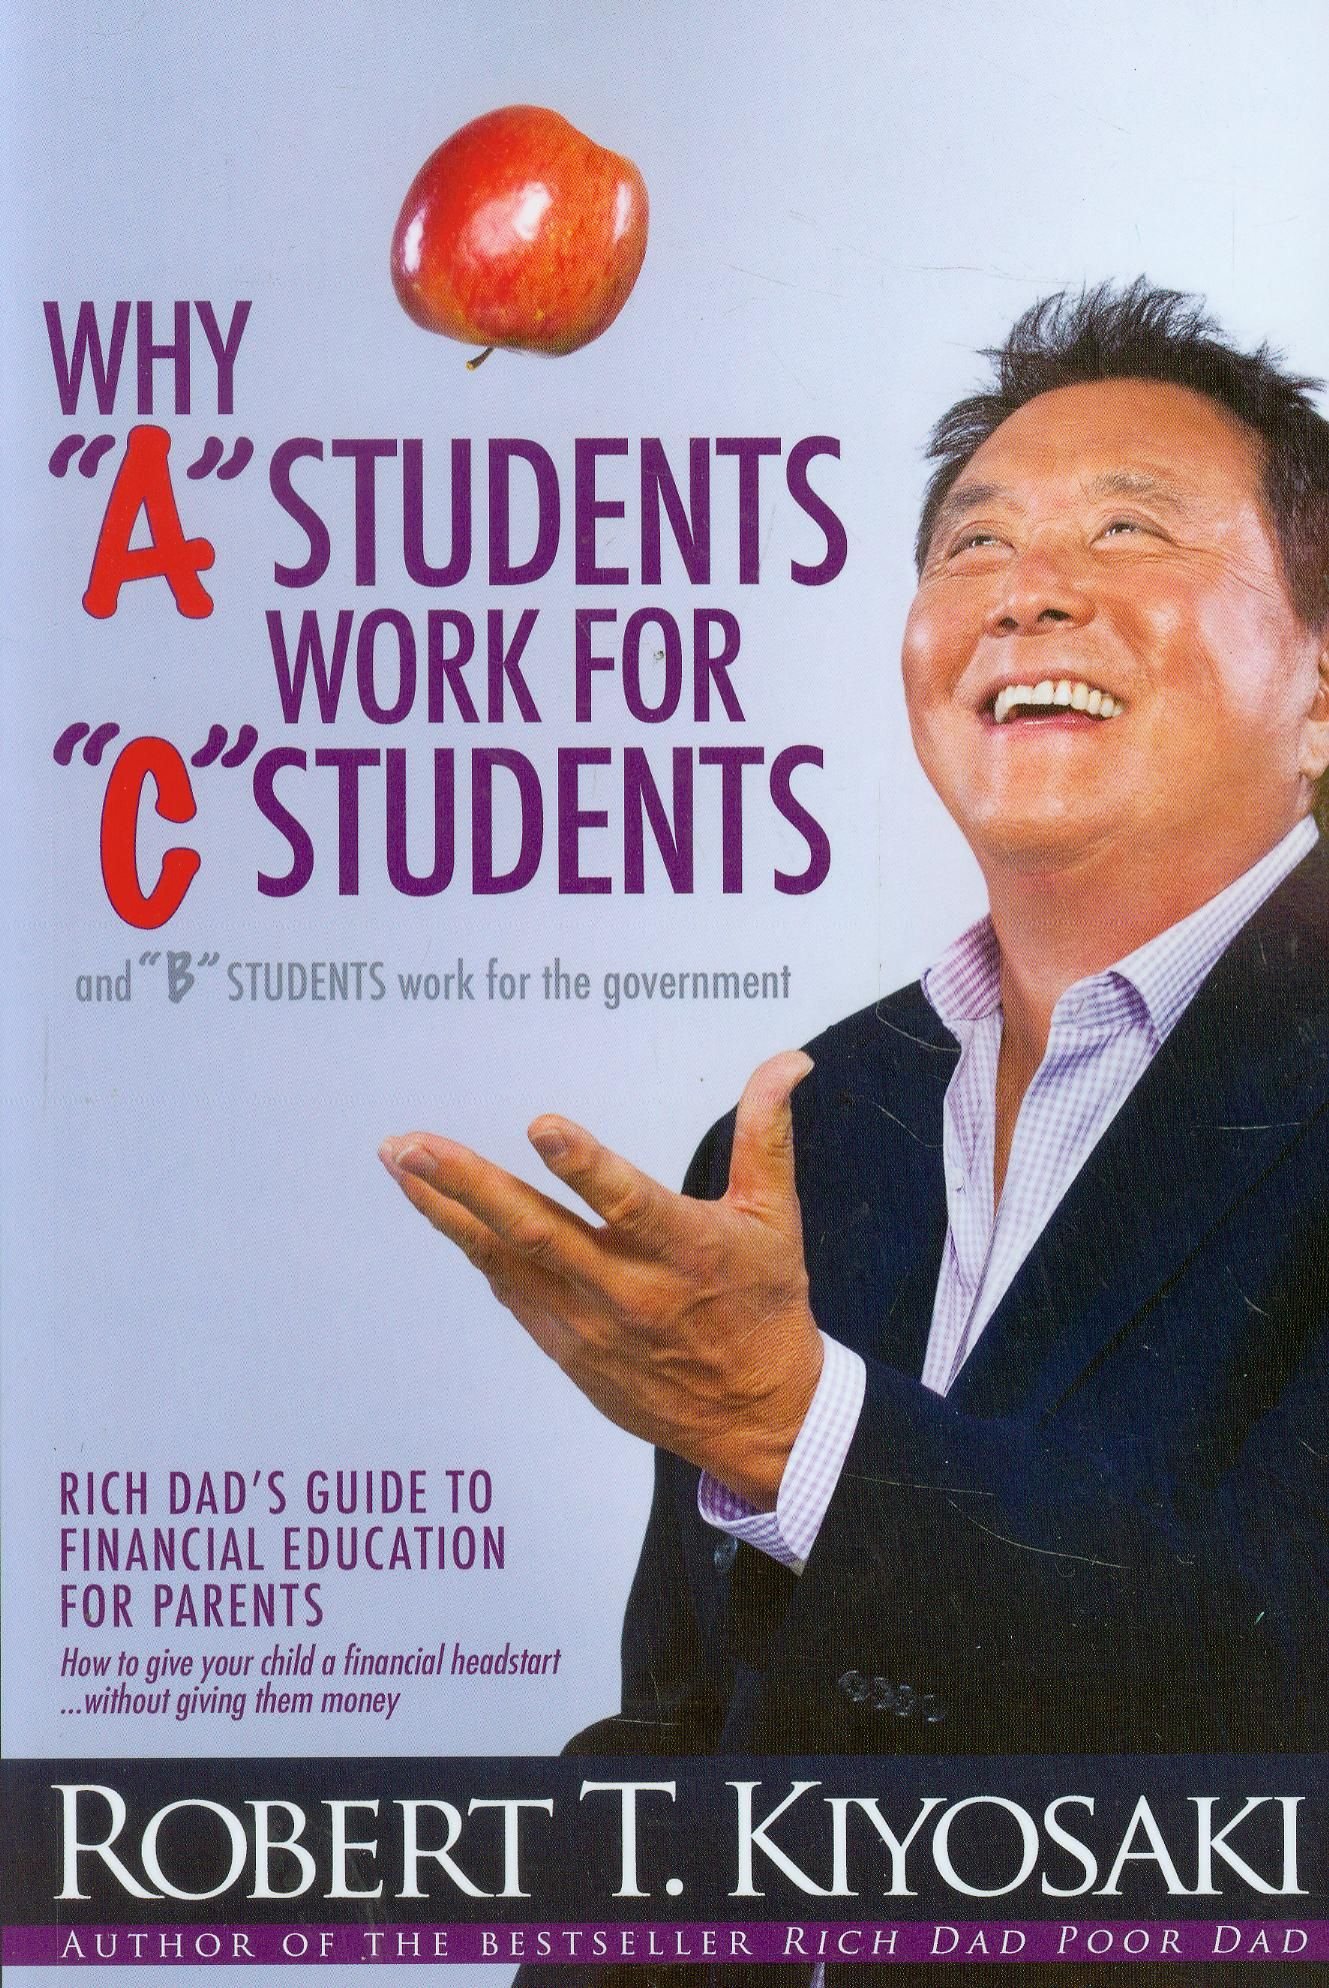 WHY
"A" STUDENTS
WORK FOR
"C" STUDENTS
and "B" STUDENTS work for the government
RICH DAD'S GUIDE TO
FINANCIAL EDUCATION
FOR PARENTS
How to give your child a financial headstart
...without giving them money
ROBERT T. KIYOSAKI
AUTHOR OF THE BESTSELLER RICH DAD POOR DAD